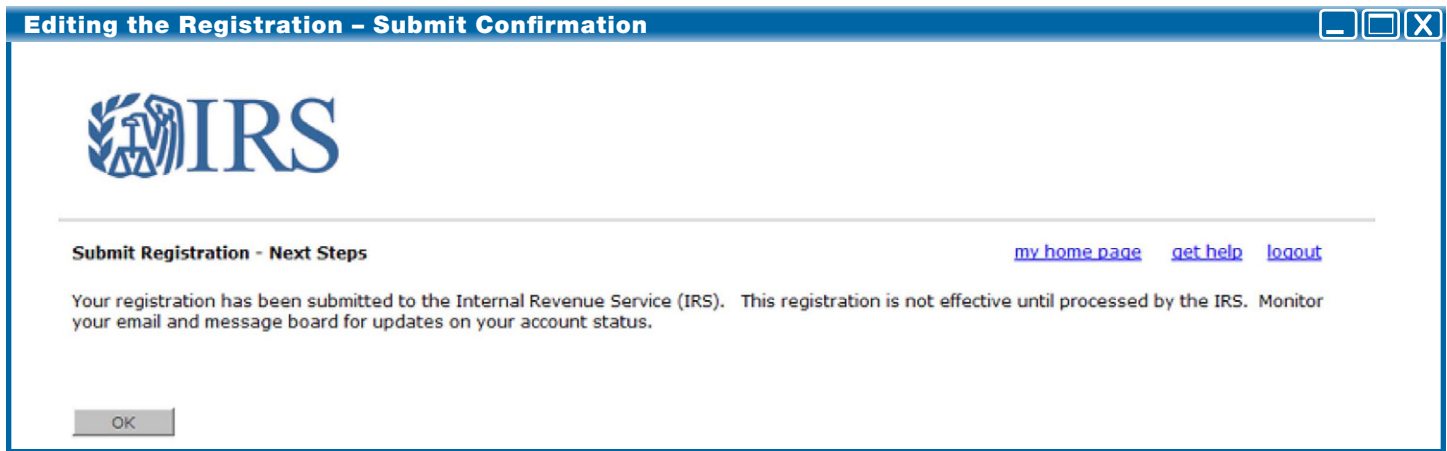 Editing the Registration – Submit Confirmation
X
IRS
Submit Registration - Next Steps
my home page get help logout
Your registration has been submitted to the Internal Revenue Service (IRS). This registration is not effective until processed by the IRS. Monitor
your email and message board for updates on your account status.
OK